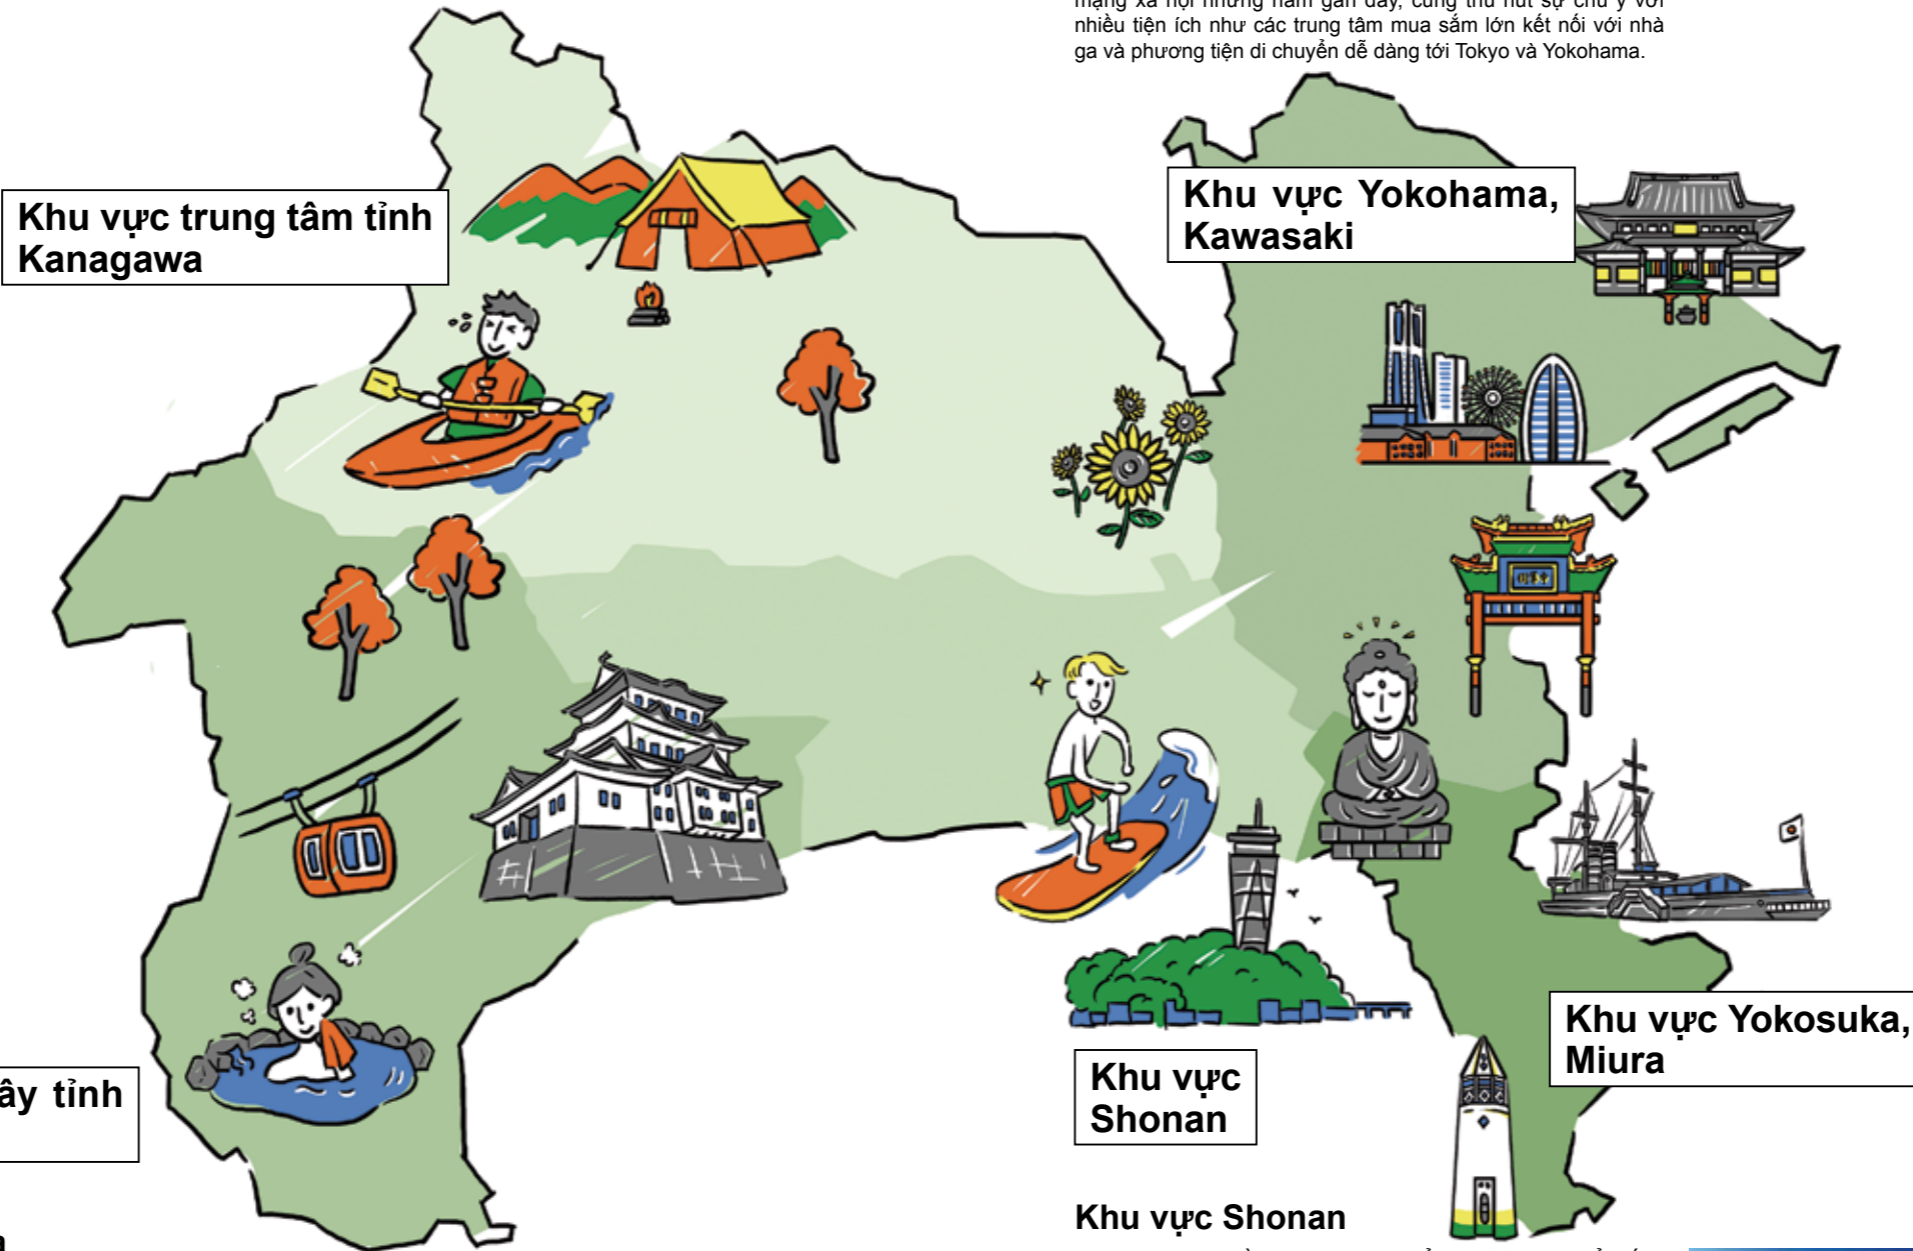 nhiều tiện ích như các trung tâm mua sắm lớn kết nối với nhà
ga và phương tiện di chuyển dễ dàng tới Tokyo và Yokohama.
Khu vực trung tâm tỉnh
Kanagawa
Khu vực Yokohama,
Kawasaki
ây tỉnh
Khu vực Yokosuka,
Miura
Khu vực
Shonan
Khu vực Shonan